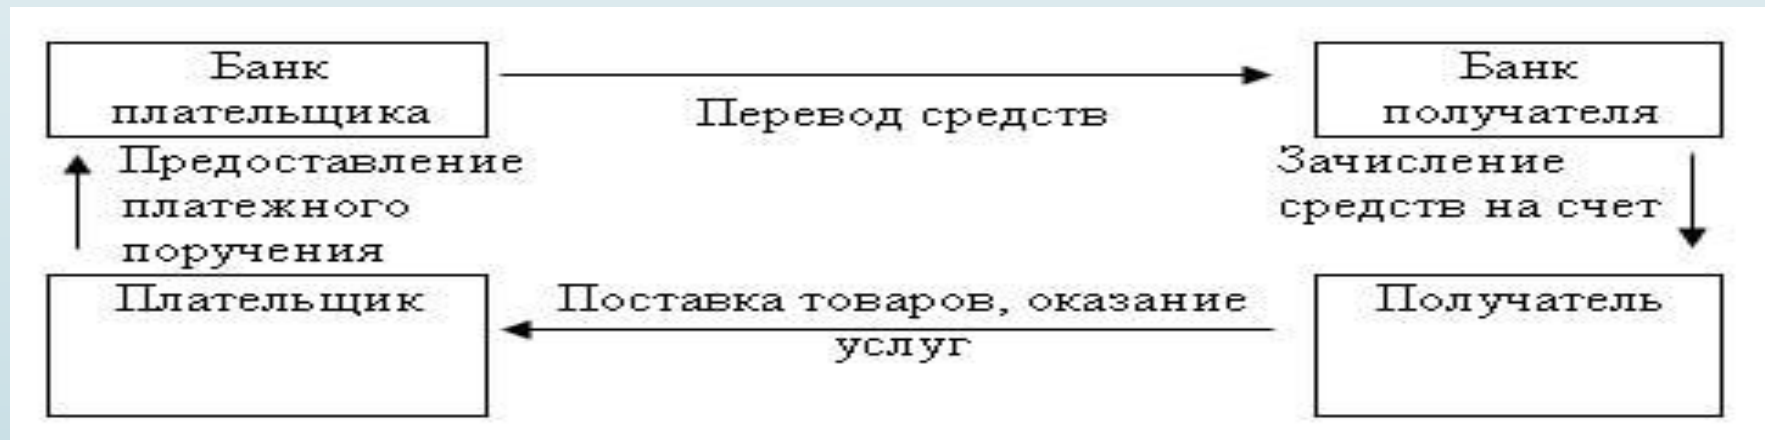 Банк
плательщика
Перевод средств
Банк
получателя
Предоставление
платежного
поручения
Зачисление
средств на счет
Плательщик
Поставка товаров, оказание
услуг
Получатель